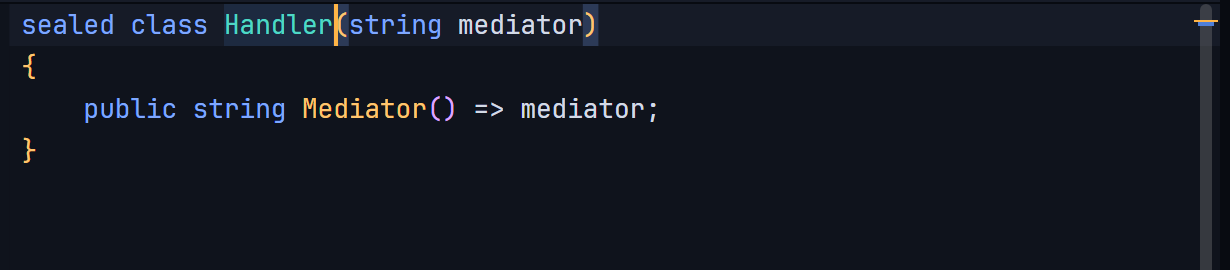 sealed class Handler(string mediator)
{
    public string Mediator() => mediator;
}